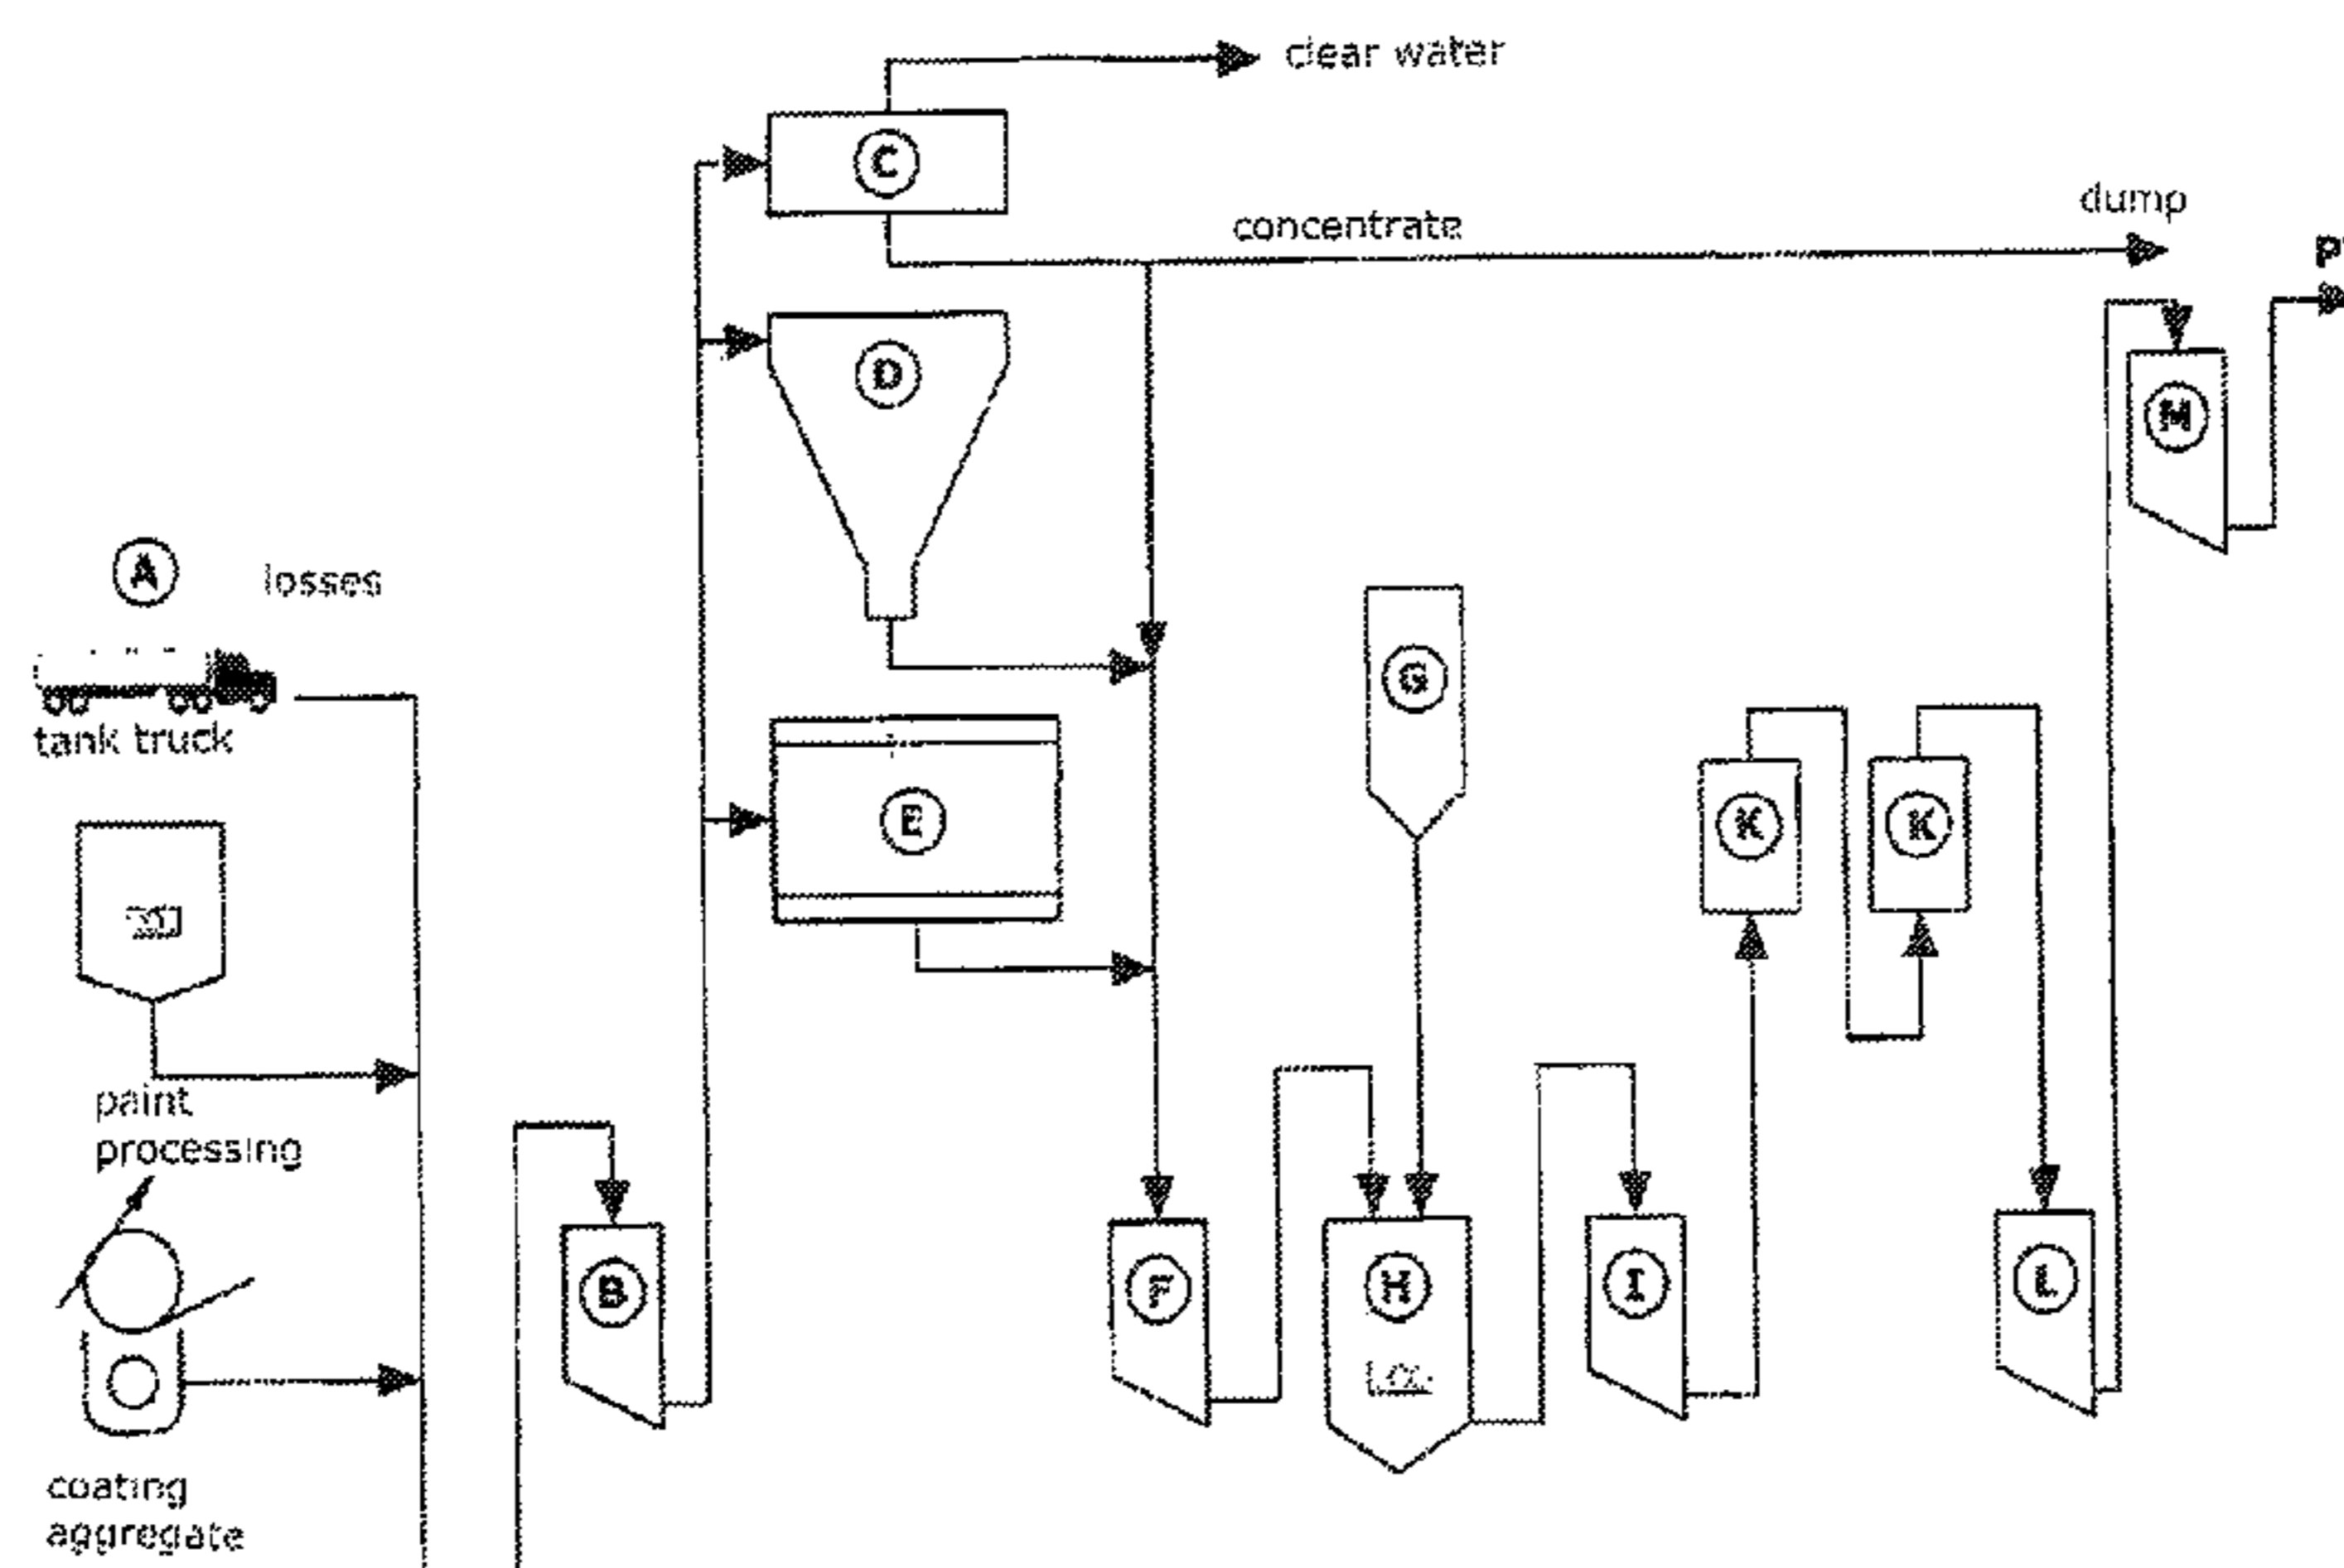 clear water
C
concentrate
dump
D
M
A
losses
G
tank truck
E
K
K
paint
processing
B
F
H
I
L
coating
aggregate